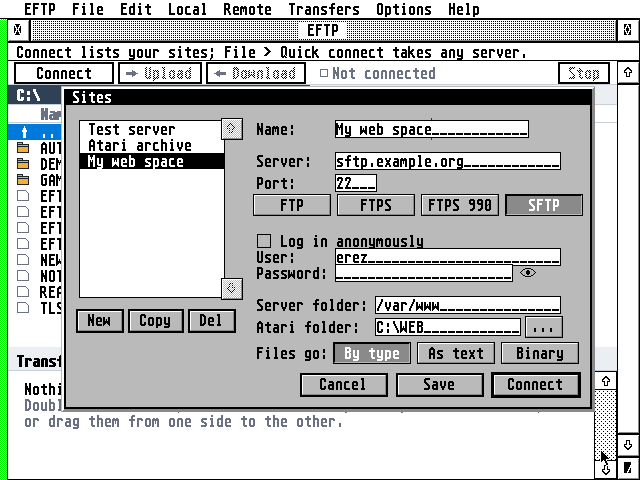 EFTP File Edit Local Remote Transfers Options Help
EFTP
Connect lists your sites; File > Quick connect takes any server.
Connect → Upload ← Download Not connected Stop
C:\
Sites
Test server
Atari archive
My web space
New Copy Del
Name: My web space
Server: sftp.example.org
Port: 22
FTP FTPS FTPS 990 SFTP
Log in anonymously
User: erez
Password:
Server folder: /var/www
Atari folder: C:\WEB ...
Files go: By type As text Binary
Cancel Save Connect
..
AUT
DEM
GAM
EFT
EFT
EFT
EFT
NEW
NOT
REA
TLS
Transf
Nothi
Doubl
or drag them from one side to the other.